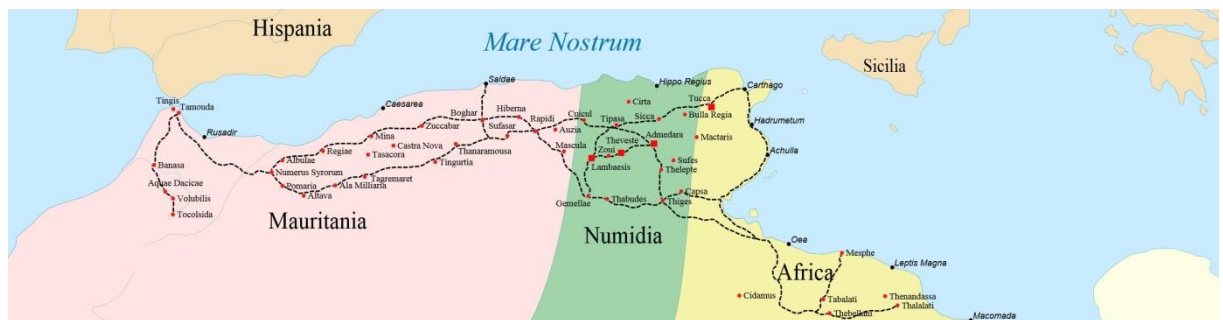 Hispania
Mare Nostrum
Sicilia
Tingis
Tamouda
Rusadir
Caesarea
Saldae
Hippo Regius
Carthago
Hadrumetum
Achulla
Banasa
Aquae Dacicae
Volubilis
Tocolsida
Albulae
Numerus Syrorum
Pomaria
Altava
Regiae
Mina
Tasacora
Castra Nova
Ala Milliaria
Tagremaret
Zuccabar
Tingurtia
Thanaramousa
Boghar
Sufasar
Hiberna
Rapidi
Auzia
Mascula
Cuicul
Tipasa
Cirta
Sicca
Tucca
Bulla Regia
Admedara
Mactaris
Theveste
Zoui
Lambaesis
Sufes
Thelepte
Capsa
Gemellae
Thabudes
Thiges
Mauritania
Numidia
Africa
Oea
Mesphe
Leptis Magna
Cidamus
Tabalati
Thebelami
Thenandassa
Thalalati
Macomada